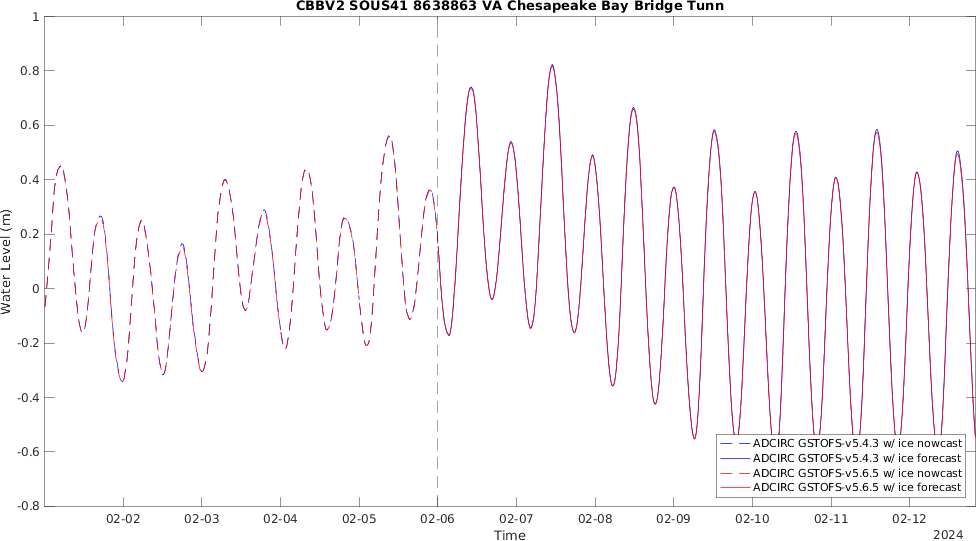 CBBV2 SOUS41 8638863 VA Chesapeake Bay Bridge Tunn
1
0.8
0.6
0.4
0.2
0
-0.2
-0.4
-0.6
-0.8
Water Level (m)
ADCIRC GSTOFS-v5.4.3 w/ ice nowcast
ADCIRC GSTOFS-v5.4.3 w/ ice forecast
ADCIRC GSTOFS-v5.6.5 w/ ice nowcast
ADCIRC GSTOFS-v5.6.5 w/ ice forecast
02-02 02-03 02-04 02-05 02-06 02-07 02-08 02-09 02-10 02-11 02-12
Time
2024